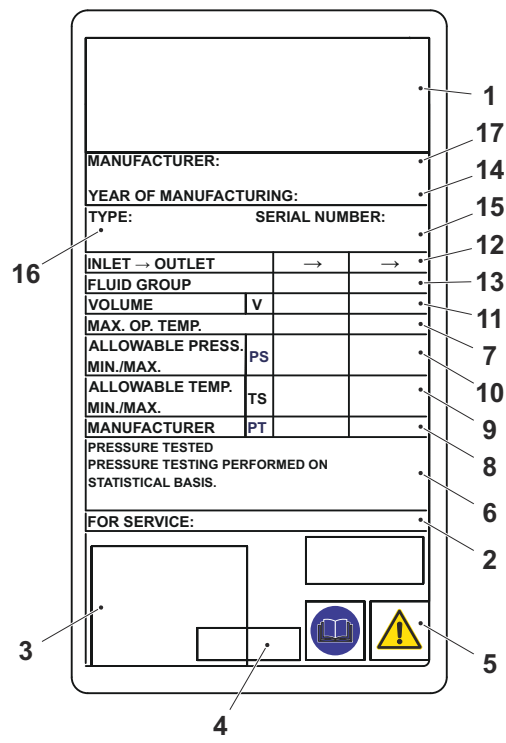 1
MANUFACTURER:
17
YEAR OF MANUFACTURING:
14
TYPE: SERIAL NUMBER:
15
16
INLET → OUTLET → →
12
FLUID GROUP
13
VOLUME V
11
MAX. OP. TEMP.
7
ALLOWABLE PRESS.
MIN./MAX.
PS
10
ALLOWABLE TEMP.
MIN./MAX.
TS
9
MANUFACTURER PT
8
PRESSURE TESTED
PRESSURE TESTING PERFORMED ON
STATISTICAL BASIS.
6
FOR SERVICE:
2
3
4
5